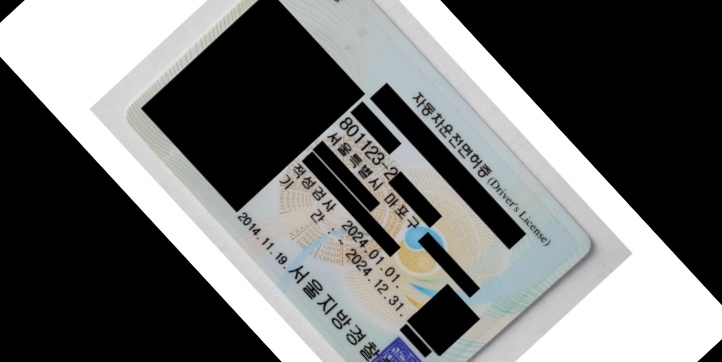 자동차운전면허증 (Driver's License)
801123-2
서울특별시 마포구
적성검사 2024.01.01.
기 간 : ~ 2024.12.31.
2014.11.19. 서울지방경찰